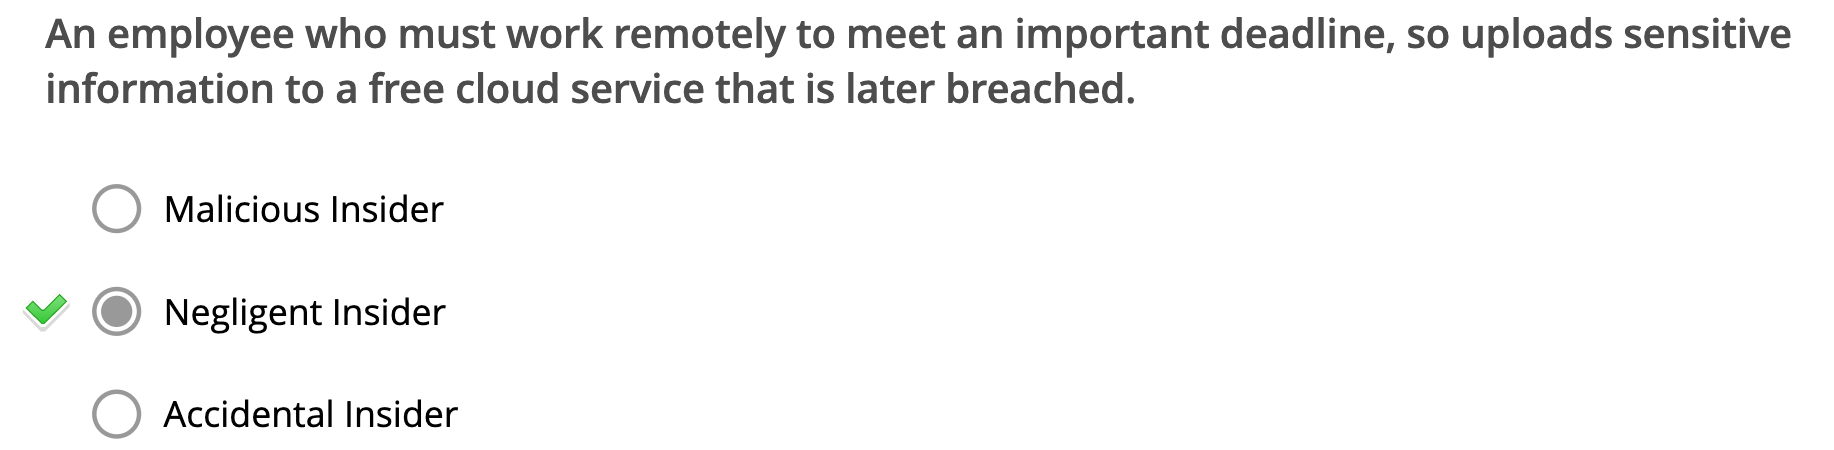 An employee who must work remotely to meet an important deadline, so uploads sensitive
information to a free cloud service that is later breached.
Malicious Insider
Negligent Insider
Accidental Insider